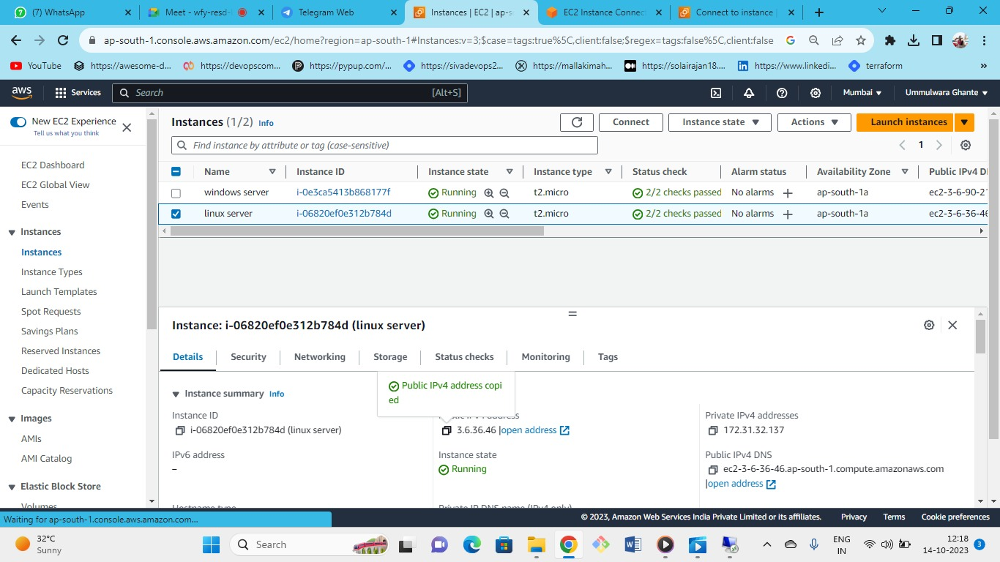 (7) WhatsApp
Meet - wfy-resd-
Telegram Web
Instances | EC2 | ap-s
EC2 Instance Connect
Connect to instance |
ap-south-1.console.aws.amazon.com/ec2/home?region=ap-south-1#Instances:v=3;$case=tags:true%5C,client:false;$regex=tags:false%5C,client:false
YouTube
https://awesome-d...
https://devopscom...
https://pypup.com/...
https://sivadevops2...
https://mallakimah...
https://solairajan18....
https://www.linkedi...
terraform
»
aws
Services
Search
[Alt+S]
Mumbai
Ummulwara Ghante
New EC2 Experience
Tell us what you think
EC2 Dashboard
EC2 Global View
Events
Instances
Instances
Instance Types
Launch Templates
Spot Requests
Savings Plans
Reserved Instances
Dedicated Hosts
Capacity Reservations
Images
AMIs
AMI Catalog
Elastic Block Store
Volumes
Instances (1/2) Info
Connect
Instance state
Actions
Launch instances
Find instance by attribute or tag (case-sensitive)
1
Name Instance ID Instance state Instance type Status check Alarm status Availability Zone Public IPv4 D
windows server i-0e3ca5413b868177f Running t2.micro 2/2 checks passed No alarms ap-south-1a ec2-3-6-90-21
linux server i-06820ef0e312b784d Running t2.micro 2/2 checks passed No alarms ap-south-1a ec2-3-6-36-46
Instance: i-06820ef0e312b784d (linux server)
Details Security Networking Storage Status checks Monitoring Tags
Public IPv4 address copi
ed
Instance summary Info
Instance ID
i-06820ef0e312b784d (linux server)
Public IPv4 address
3.6.36.46 |open address
Private IPv4 addresses
172.31.32.137
IPv6 address
–
Instance state
Running
Public IPv4 DNS
ec2-3-6-36-46.ap-south-1.compute.amazonaws.com
|open address
Hostname type
Private IP DNS name (IPv4 only)
Waiting for ap-south-1.console.aws.amazon.com...
© 2023, Amazon Web Services India Private Limited or its affiliates.
Privacy
Terms
Cookie preferences
32°C
Sunny
Search
ENG
IN
12:18
14-10-2023
3